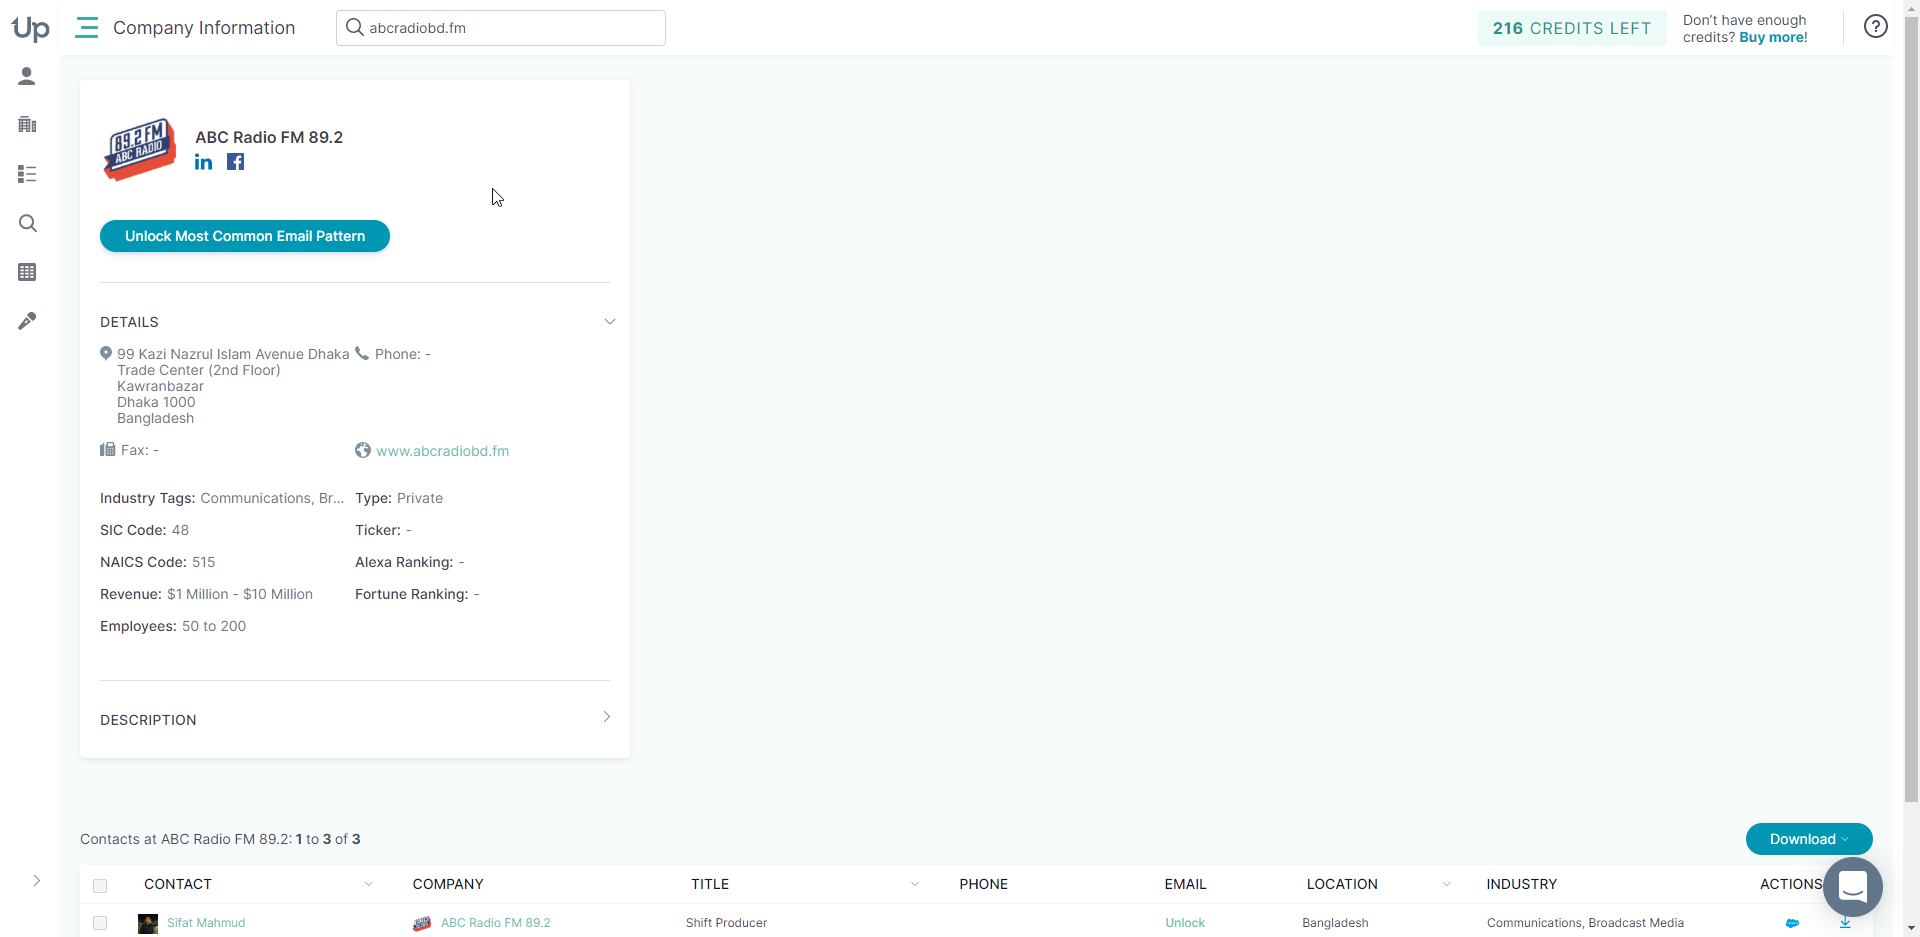 Up
Company Information
abcradiobd.fm
216 CREDITS LEFT
Don't have enough
credits? Buy more!
89.2 FM
ABC RADIO
ABC Radio FM 89.2
Unlock Most Common Email Pattern
DETAILS
99 Kazi Nazrul Islam Avenue Dhaka
Trade Center (2nd Floor)
Kawranbazar
Dhaka 1000
Bangladesh
Phone: -
Fax: -
www.abcradiobd.fm
Industry Tags: Communications, Br...
Type: Private
SIC Code: 48
Ticker: -
NAICS Code: 515
Alexa Ranking: -
Revenue: $1 Million - $10 Million
Fortune Ranking: -
Employees: 50 to 200
DESCRIPTION
Contacts at ABC Radio FM 89.2: 1 to 3 of 3
Download
CONTACT COMPANY TITLE PHONE EMAIL LOCATION INDUSTRY ACTIONS
Sifat Mahmud ABC Radio FM 89.2 Shift Producer Unlock Bangladesh Communications, Broadcast Media